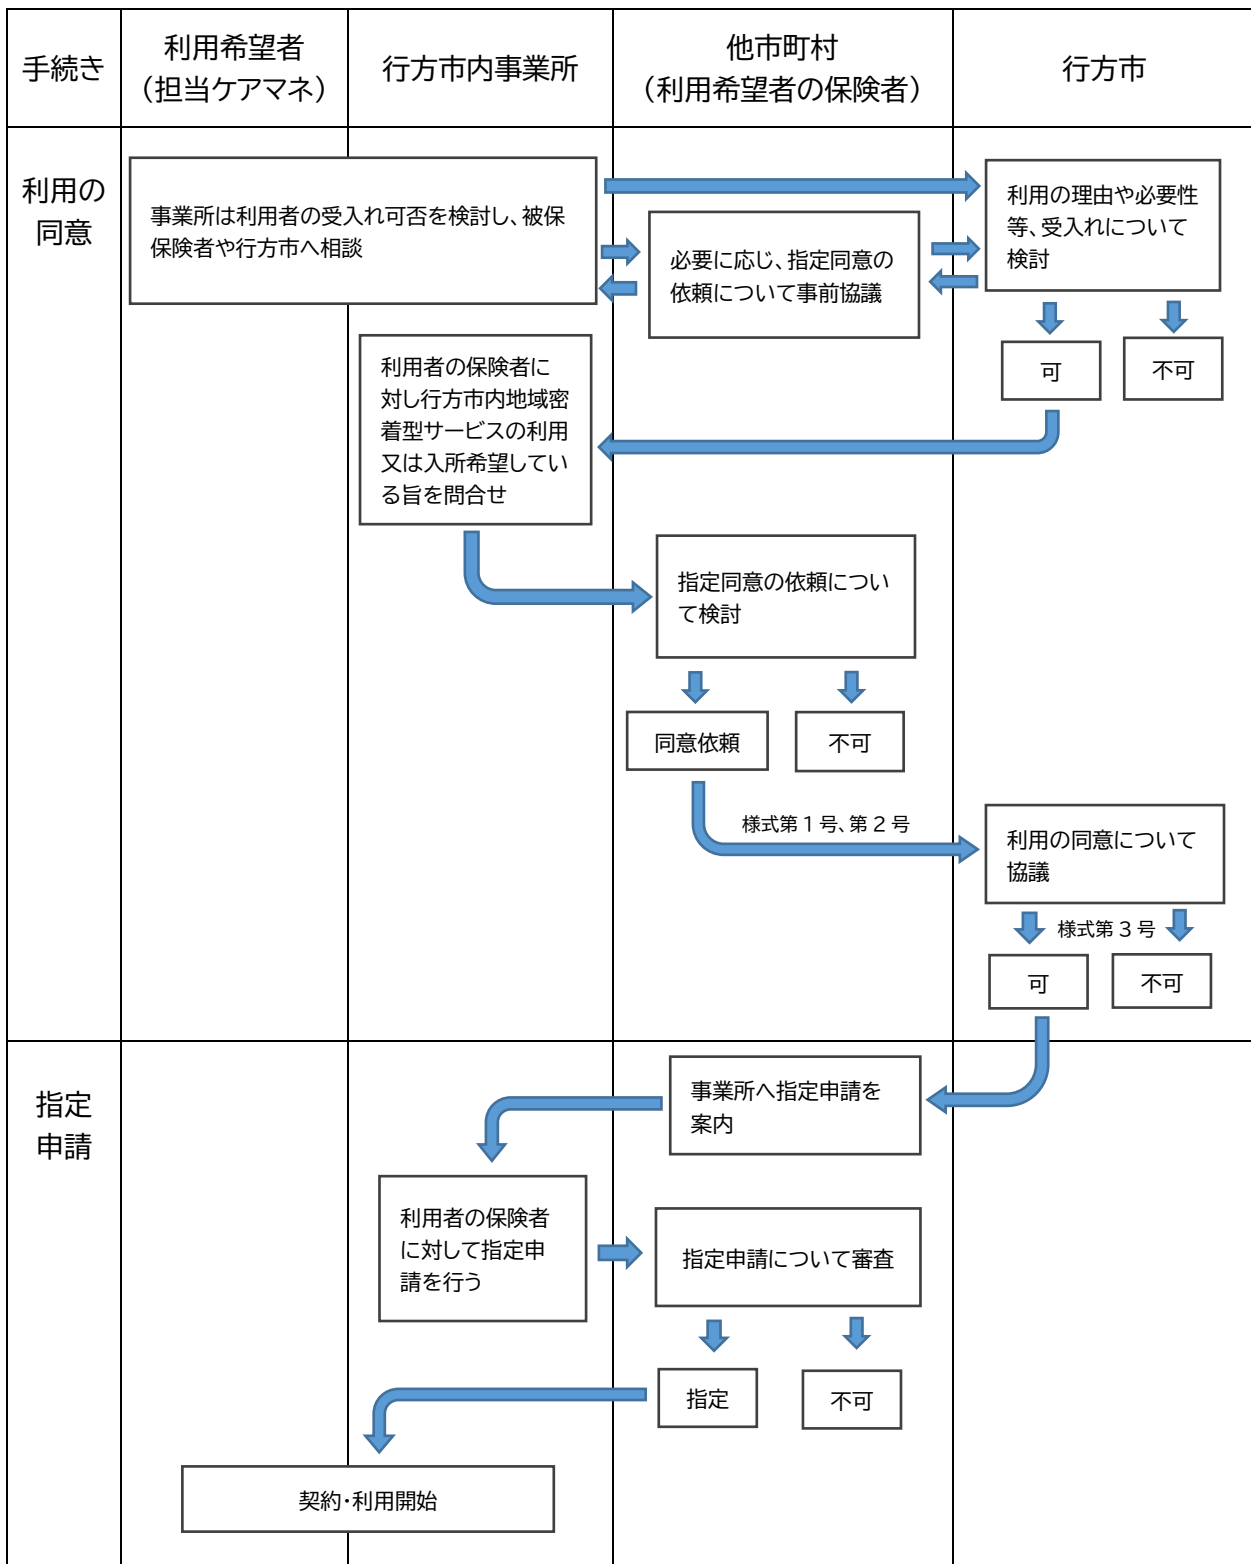 手続き
利用希望者
（担当ケアマネ）
行方市内事業所
他市町村
（利用希望者の保険者）
行方市
利用の
同意
事業所は利用者の受入れ可否を検討し、被保
保険者や行方市へ相談
必要に応じ、指定同意の
依頼について事前協議
利用の理由や必要性
等、受入れについて
検討
可
不可
利用者の保険者に
対し行方市内地域密
着型サービスの利用
又は入所希望してい
る旨を問合せ
指定同意の依頼につい
て検討
同意依頼
不可
様式第１号、第２号
利用の同意について
協議
様式第３号
可
不可
指定
申請
事業所へ指定申請を
案内
利用者の保険者
に対して指定申
請を行う
指定申請について審査
指定
不可
契約・利用開始